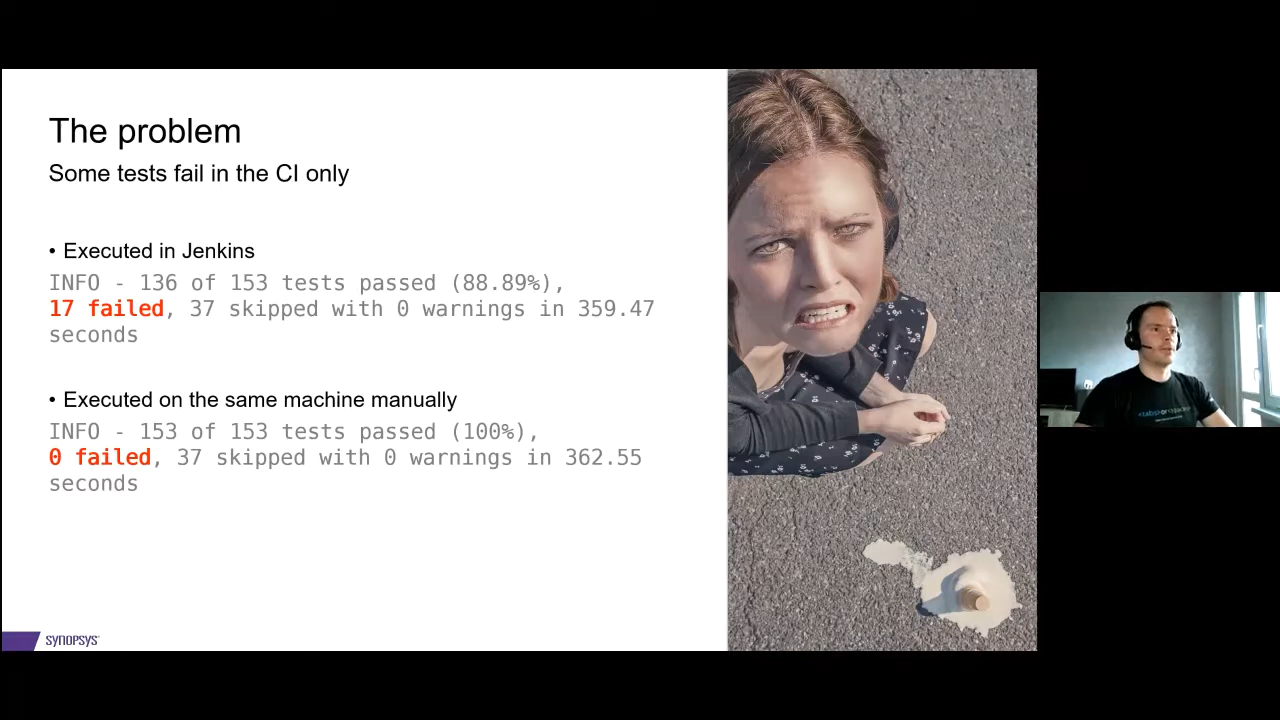 The problem
Some tests fail in the CI only
• Executed in Jenkins
INFO - 136 of 153 tests passed (88.89%),
17 failed, 37 skipped with 0 warnings in 359.47
seconds
• Executed on the same machine manually
INFO - 153 of 153 tests passed (100%),
0 failed, 37 skipped with 0 warnings in 362.55
seconds
SYNOPSYS